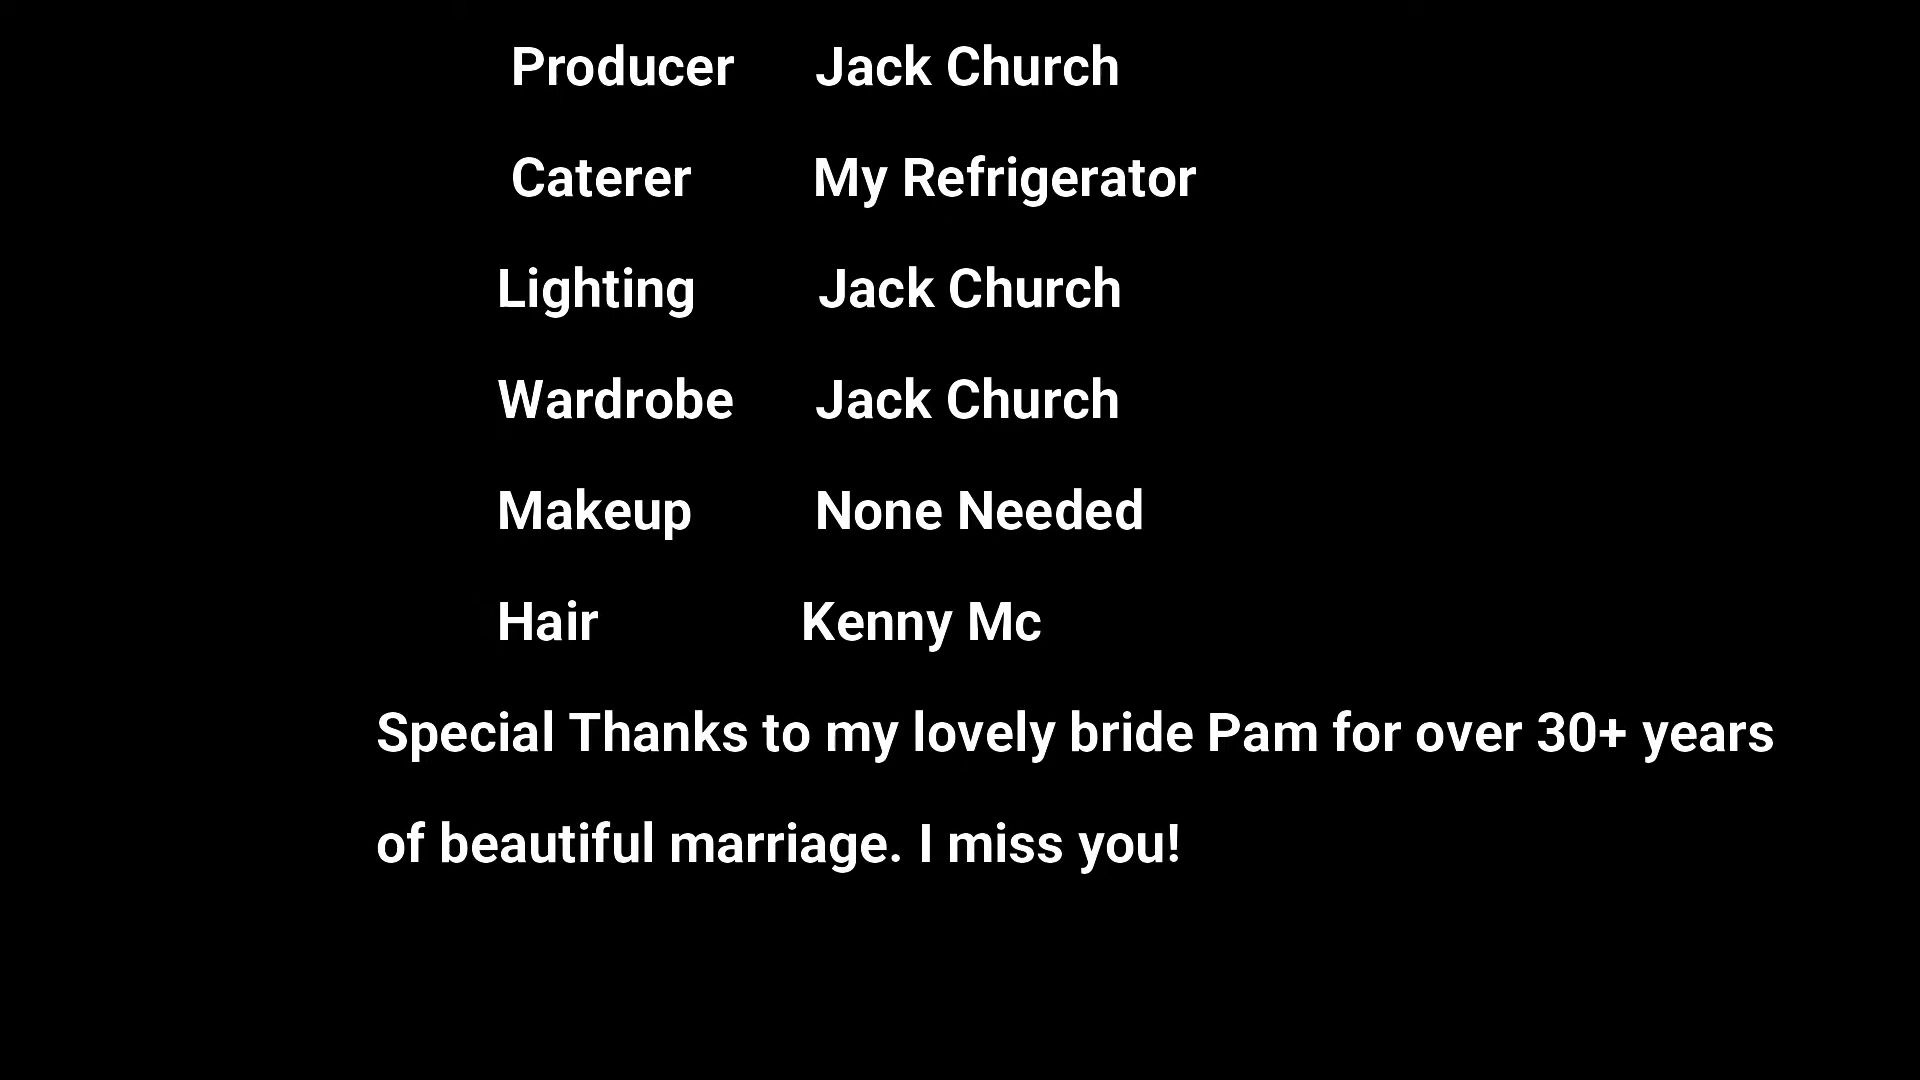 Producer Jack Church
Caterer My Refrigerator
Lighting Jack Church
Wardrobe Jack Church
Makeup None Needed
Hair Kenny Mc
Special Thanks to my lovely bride Pam for over 30+ years
of beautiful marriage. I miss you!